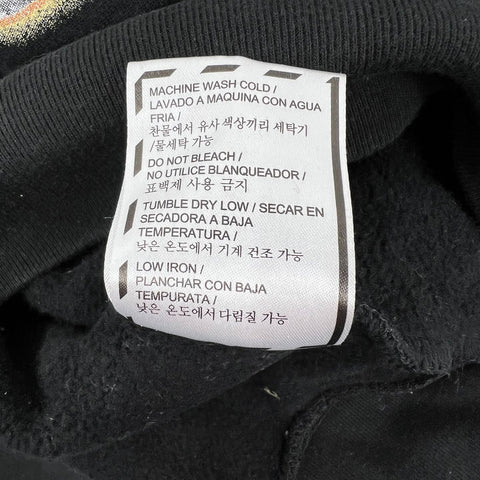 MACHINE WASH COLD /
LAVADO A MAQUINA CON AGUA
FRIA /
찬물에서 유사 색상끼리 세탁기
/물세탁 가능
DO NOT BLEACH /
NO UTILICE BLANQUEADOR /
표백제 사용 금지
TUMBLE DRY LOW / SECAR EN
SECADORA A BAJA
TEMPERATURA /
낮은 온도에서 기계 건조 가능
LOW IRON /
PLANCHAR CON BAJA
TEMPURATA /
낮은 온도에서 다림질 가능